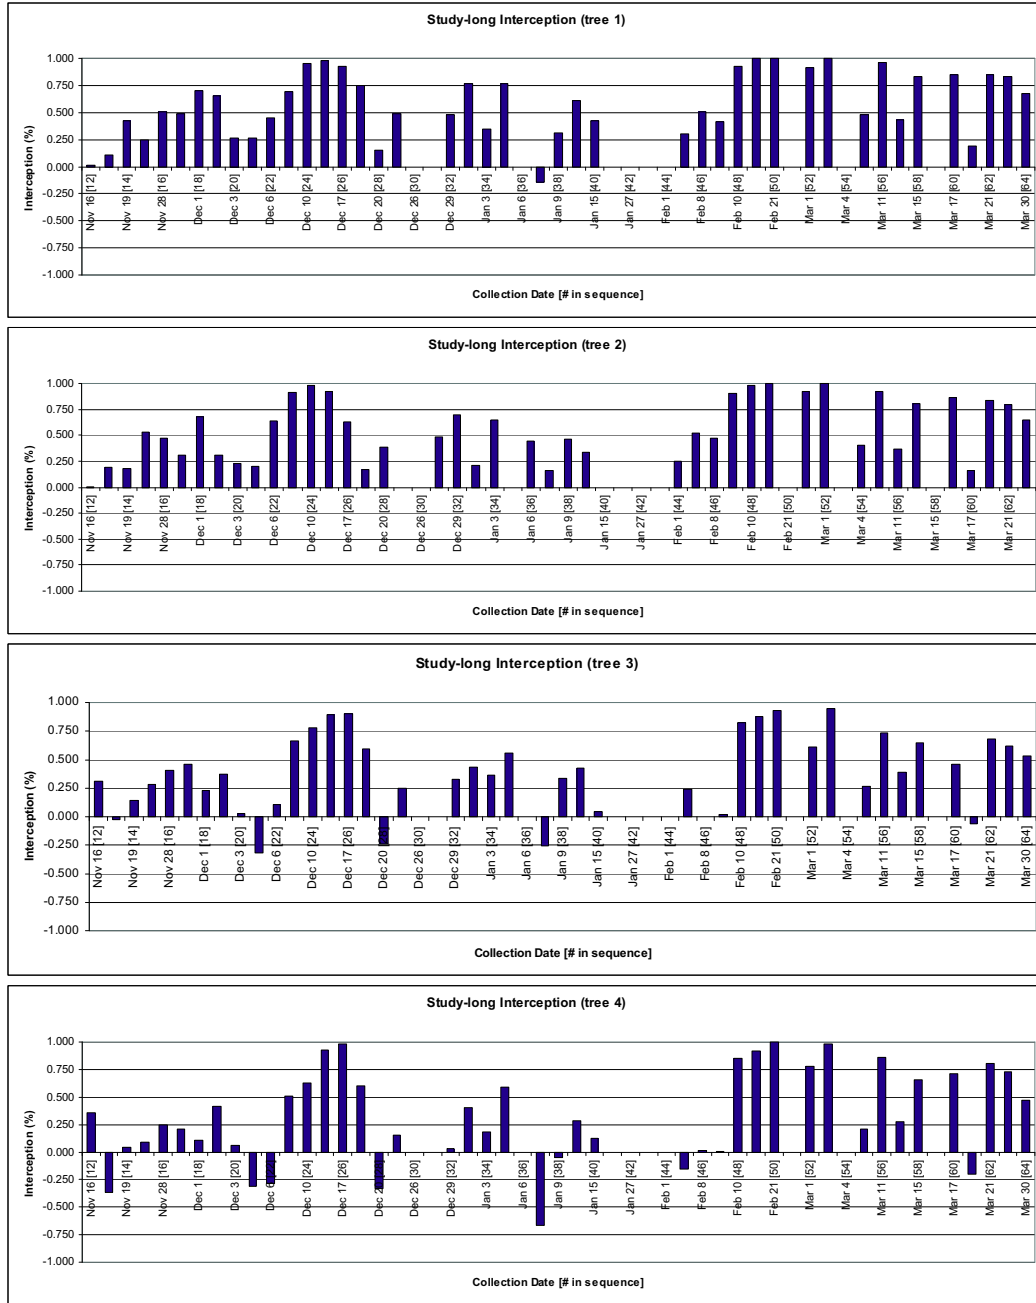 Study-long Interception (tree 1)
Interception (%)
1.000
0.750
0.500
0.250
0.000
-0.250
-0.500
-0.750
-1.000
Nov 16 [12]
Nov 19 [14]
Nov 28 [16]
Dec 1 [18]
Dec 3 [20]
Dec 6 [22]
Dec 10 [24]
Dec 17 [26]
Dec 20 [28]
Dec 26 [30]
Dec 29 [32]
Jan 3 [34]
Jan 6 [36]
Jan 9 [38]
Jan 15 [40]
Jan 27 [42]
Feb 1 [44]
Feb 8 [46]
Feb 10 [48]
Feb 21 [50]
Mar 1 [52]
Mar 4 [54]
Mar 11 [56]
Mar 15 [58]
Mar 17 [60]
Mar 21 [62]
Mar 30 [64]
Collection Date [# in sequence]
Study-long Interception (tree 2)
Interception (%)
1.000
0.750
0.500
0.250
0.000
-0.250
-0.500
-0.750
-1.000
Nov 16 [12]
Nov 19 [14]
Nov 28 [16]
Dec 1 [18]
Dec 3 [20]
Dec 6 [22]
Dec 10 [24]
Dec 17 [26]
Dec 20 [28]
Dec 26 [30]
Dec 29 [32]
Jan 3 [34]
Jan 6 [36]
Jan 9 [38]
Jan 15 [40]
Jan 27 [42]
Feb 1 [44]
Feb 8 [46]
Feb 10 [48]
Feb 21 [50]
Mar 1 [52]
Mar 4 [54]
Mar 11 [56]
Mar 15 [58]
Mar 17 [60]
Mar 21 [62]
Collection Date [# in sequence]
Study-long Interception (tree 3)
Interception (%)
1.000
0.750
0.500
0.250
0.000
-0.250
-0.500
-0.750
-1.000
Nov 16 [12]
Nov 19 [14]
Nov 28 [16]
Dec 1 [18]
Dec 3 [20]
Dec 6 [22]
Dec 10 [24]
Dec 17 [26]
Dec 20
Dec 26 [30]
Dec 29 [32]
Jan 3 [34]
Jan 6 [36]
Jan 9 [38]
Jan 15 [40]
Jan 27 [42]
Feb 1 [44]
Feb 8 [46]
Feb 10 [48]
Feb 21 [50]
Mar 1 [52]
Mar 4 [54]
Mar 11 [56]
Mar 15 [58]
Mar 17 [60]
Mar 21 [62]
Mar 30 [64]
Collection Date [# in sequence]
Study-long Interception (tree 4)
Interception (%)
1.000
0.750
0.500
0.250
0.000
-0.250
-0.500
-0.750
-1.000
Nov 16 [12]
Nov 19 [14]
Nov 28 [16]
Dec 1 [18]
Dec 3 [20]
Dec 6
Dec 10 [24]
Dec 17 [26]
Dec
Dec 26 [30]
Dec 29 [32]
Jan 3 [34]
Jan 6 [36]
Jan 9 [38]
Jan 15 [40]
Jan 27 [42]
Feb 1 [44]
Feb 8 [46]
Feb 10 [48]
Feb 21 [50]
Mar 1 [52]
Mar 4 [54]
Mar 11 [56]
Mar 15 [58]
Mar 17 [60]
Mar 21 [62]
Mar 30 [64]
Collection Date [# in sequence]